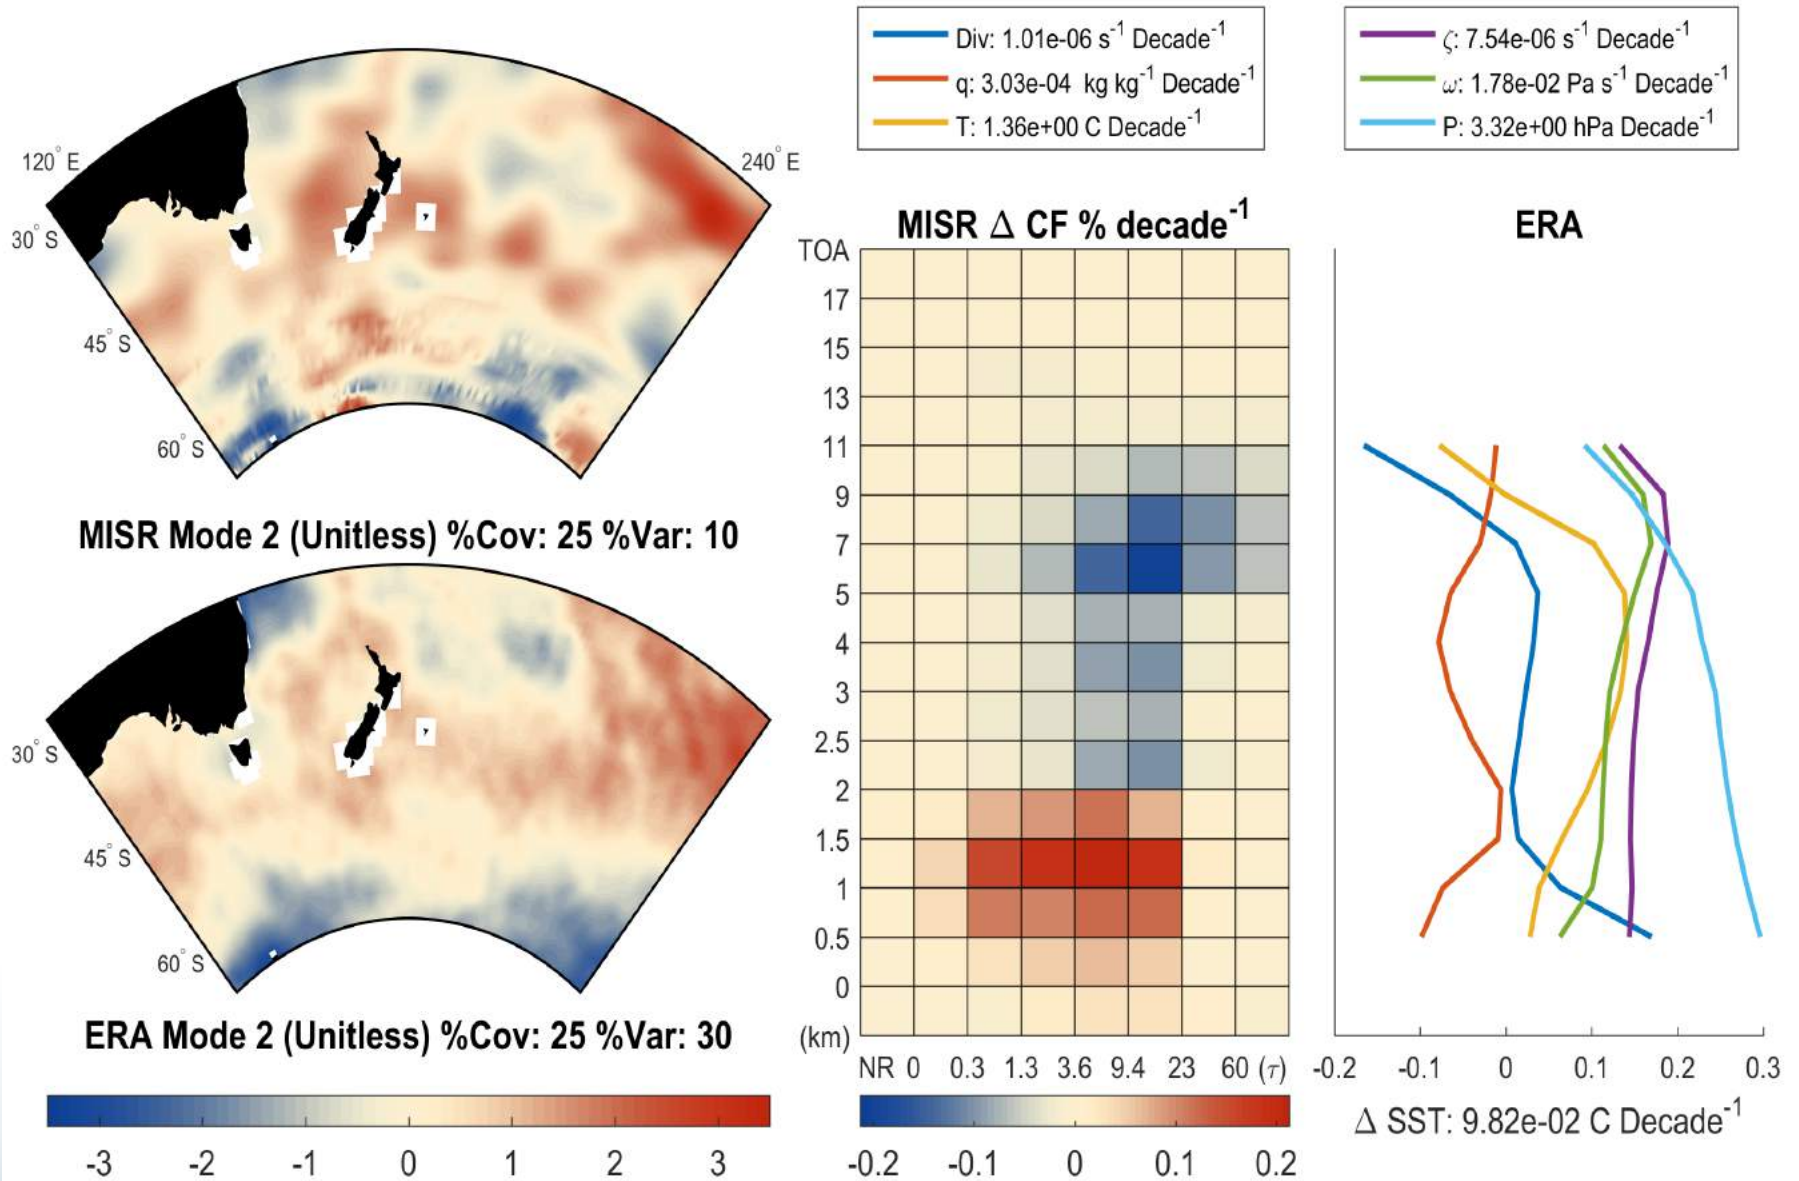 120° E
240° E
30° S
45° S
60° S
MISR Mode 2 (Unitless) %Cov: 25 %Var: 10
30° S
45° S
60° S
ERA Mode 2 (Unitless) %Cov: 25 %Var: 30
-3 -2 -1 0 1 2 3
Div: 1.01e-06 s⁻¹ Decade⁻¹
q: 3.03e-04 kg kg⁻¹ Decade⁻¹
T: 1.36e+00 C Decade⁻¹
MISR Δ CF % decade⁻¹
TOA
17
15
13
11
9
7
5
4
3
2.5
2
1.5
1
0.5
0
(km)
NR 0 0.3 1.3 3.6 9.4 23 60 (τ)
-0.2 -0.1 0 0.1 0.2
ζ: 7.54e-06 s⁻¹ Decade⁻¹
ω: 1.78e-02 Pa s⁻¹ Decade⁻¹
P: 3.32e+00 hPa Decade⁻¹
ERA
-0.2 -0.1 0 0.1 0.2 0.3
Δ SST: 9.82e-02 C Decade⁻¹